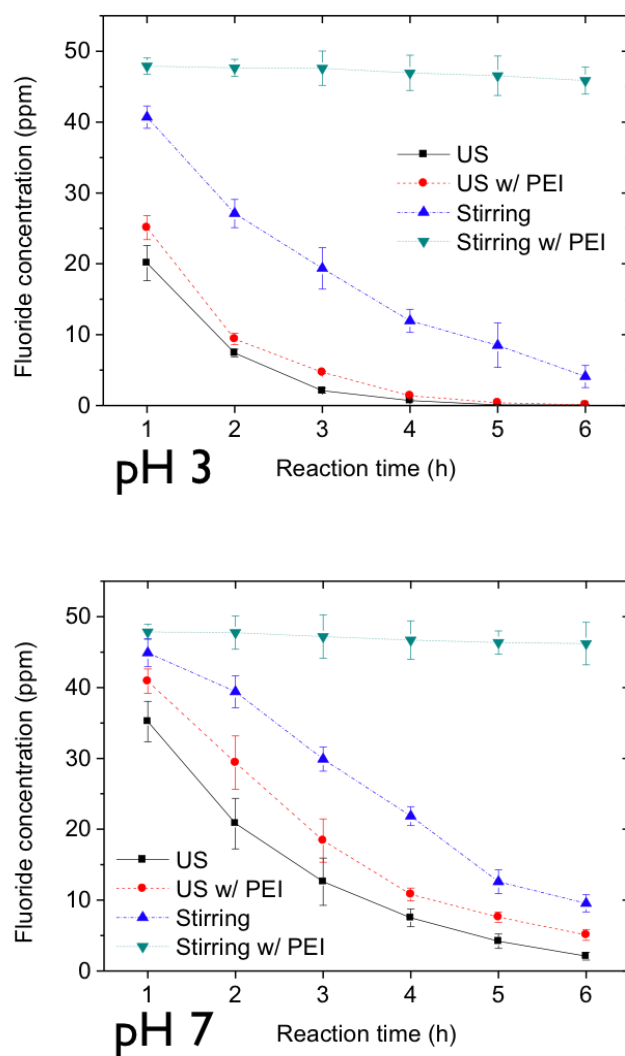 50
40
30
20
10
0
Fluoride concentration (ppm)
US
US w/ PEI
Stirring
Stirring w/ PEI
1 2 3 4 5 6
pH 3
Reaction time (h)
50
40
30
20
10
0
Fluoride concentration (ppm)
US
US w/ PEI
Stirring
Stirring w/ PEI
1 2 3 4 5 6
pH 7
Reaction time (h)